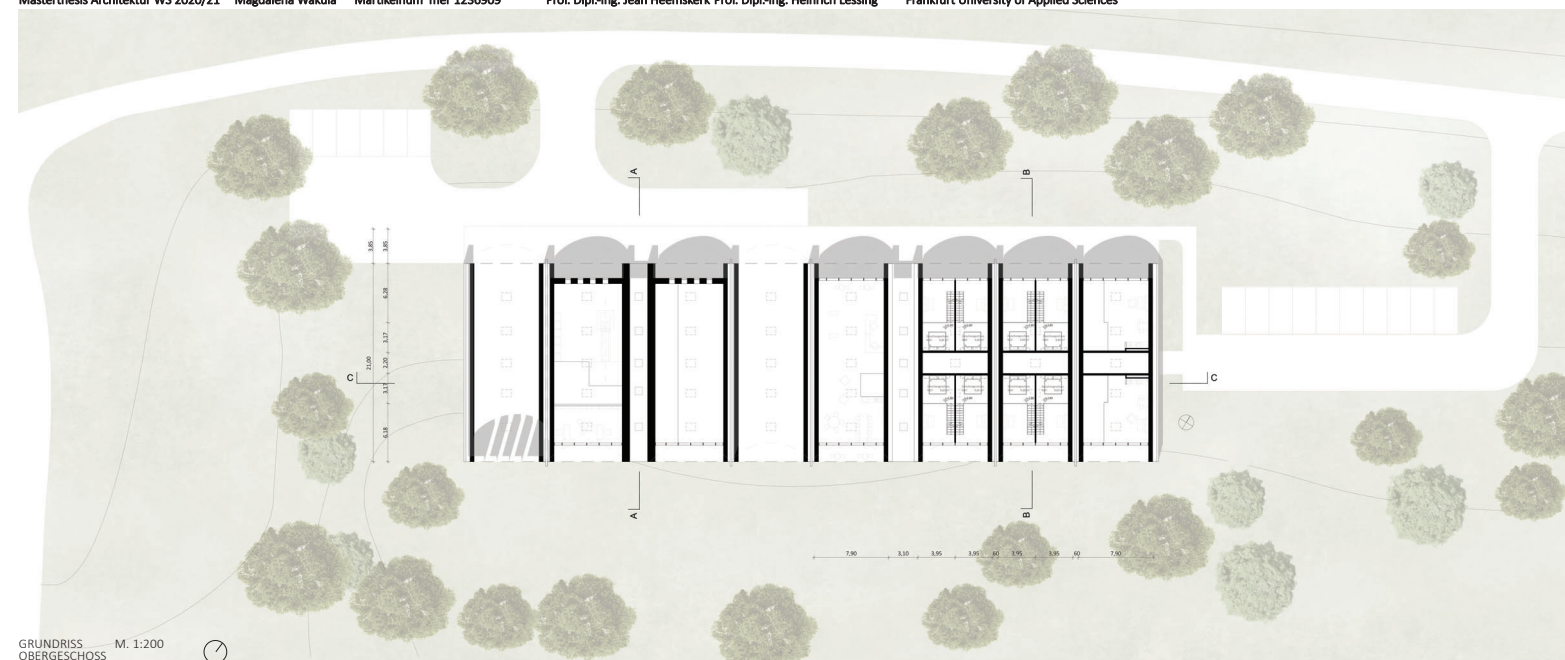 Masterthesis Architektur WS 2020/21 Magdalena Wakula Martikelnummer 1236909 Prof. Dipl.-Ing. Jean Heemskerk Prof. Dipl.-Ing. Heinrich Lessing Frankfurt University of Applied Sciences
A
B
3,85
3,85
6,28
3,17
2,20
21,00
3,17
6,18
C
C
A
B
7,90 3,10 3,95 3,95 60 3,95 3,95 60 7,90
GRUNDRISS M. 1:200
OBERGESCHOSS